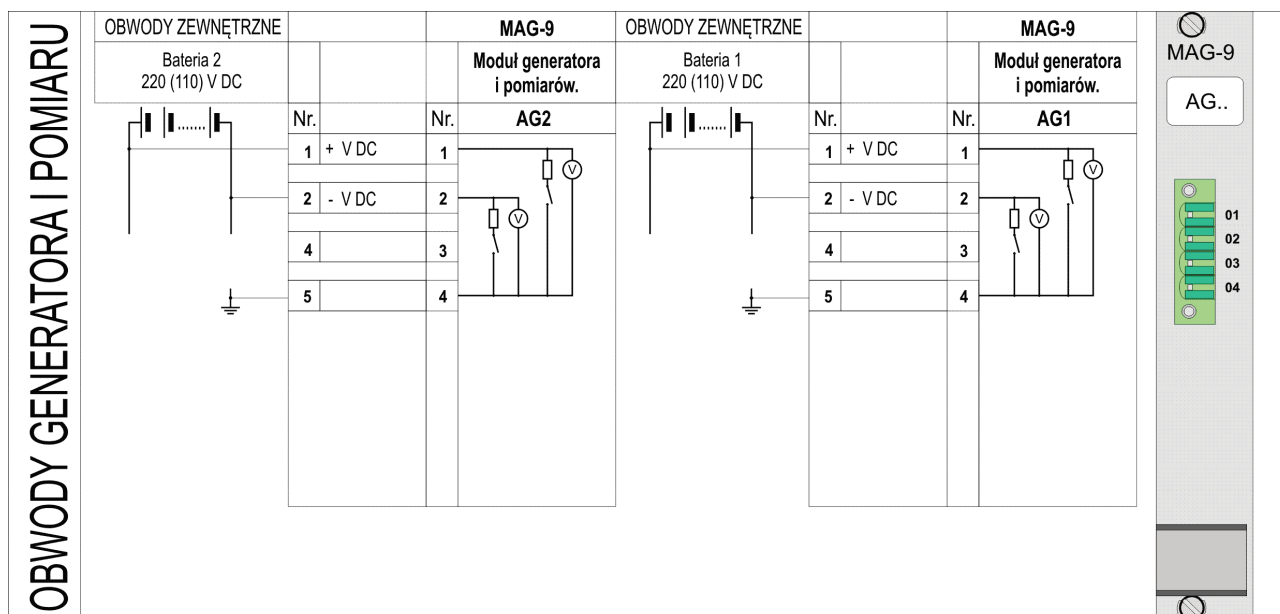 OBWODY GENERATORA I POMIARU
OBWODY ZEWNĘTRZNE MAG-9 OBWODY ZEWNĘTRZNE MAG-9
Bateria 2
220 (110) V DC
Moduł generatora
i pomiarów.
Bateria 1
220 (110) V DC
Moduł generatora
i pomiarów.
Nr. Nr. AG2 Nr. Nr. AG1
1 + V DC 1 V 1 + V DC 1 V
2 - V DC 2 V 2 - V DC 2 V
4 3 4 3
5 4 5 4
MAG-9
AG..
01
02
03
04